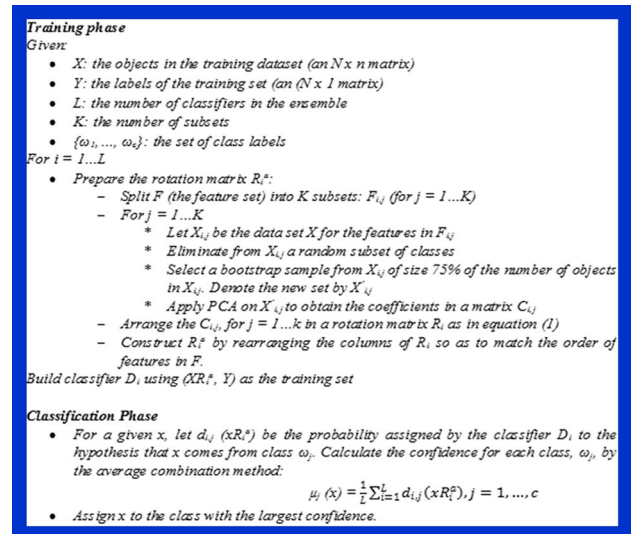 Training phase
Given:
• X: the objects in the training dataset (an N x n matrix)
• Y: the labels of the training set (an (N x 1 matrix)
• L: the number of classifiers in the ensemble
• K: the number of subsets
• {ω₁, ..., ω꜀}: the set of class labels
For i = 1...L
• Prepare the rotation matrix Rᵢᵃ:
– Split F (the feature set) into K subsets: Fᵢ,ⱼ (for j = 1...K)
– For j = 1...K
* Let Xᵢ,ⱼ be the data set X for the features in Fᵢ,ⱼ
* Eliminate from Xᵢ,ⱼ a random subset of classes
* Select a bootstrap sample from Xᵢ,ⱼ of size 75% of the number of objects
in Xᵢ,ⱼ. Denote the new set by X'ᵢ,ⱼ
* Apply PCA on X'ᵢ,ⱼ to obtain the coefficients in a matrix Cᵢ,ⱼ
– Arrange the Cᵢ,ⱼ, for j = 1...k in a rotation matrix Rᵢ as in equation (1)
– Construct Rᵢᵃ by rearranging the columns of Rᵢ so as to match the order of
features in F.
Build classifier Dᵢ using (XRᵢᵃ, Y) as the training set
Classification Phase
• For a given x, let dᵢ,ⱼ (xRᵢᵃ) be the probability assigned by the classifier Dᵢ to the
hypothesis that x comes from class ωⱼ. Calculate the confidence for each class, ωⱼ, by
the average combination method:
μⱼ (x) = 1/L Σᴸᵢ₌₁ dᵢ,ⱼ(xRᵢᵃ), j = 1, ..., c
• Assign x to the class with the largest confidence.